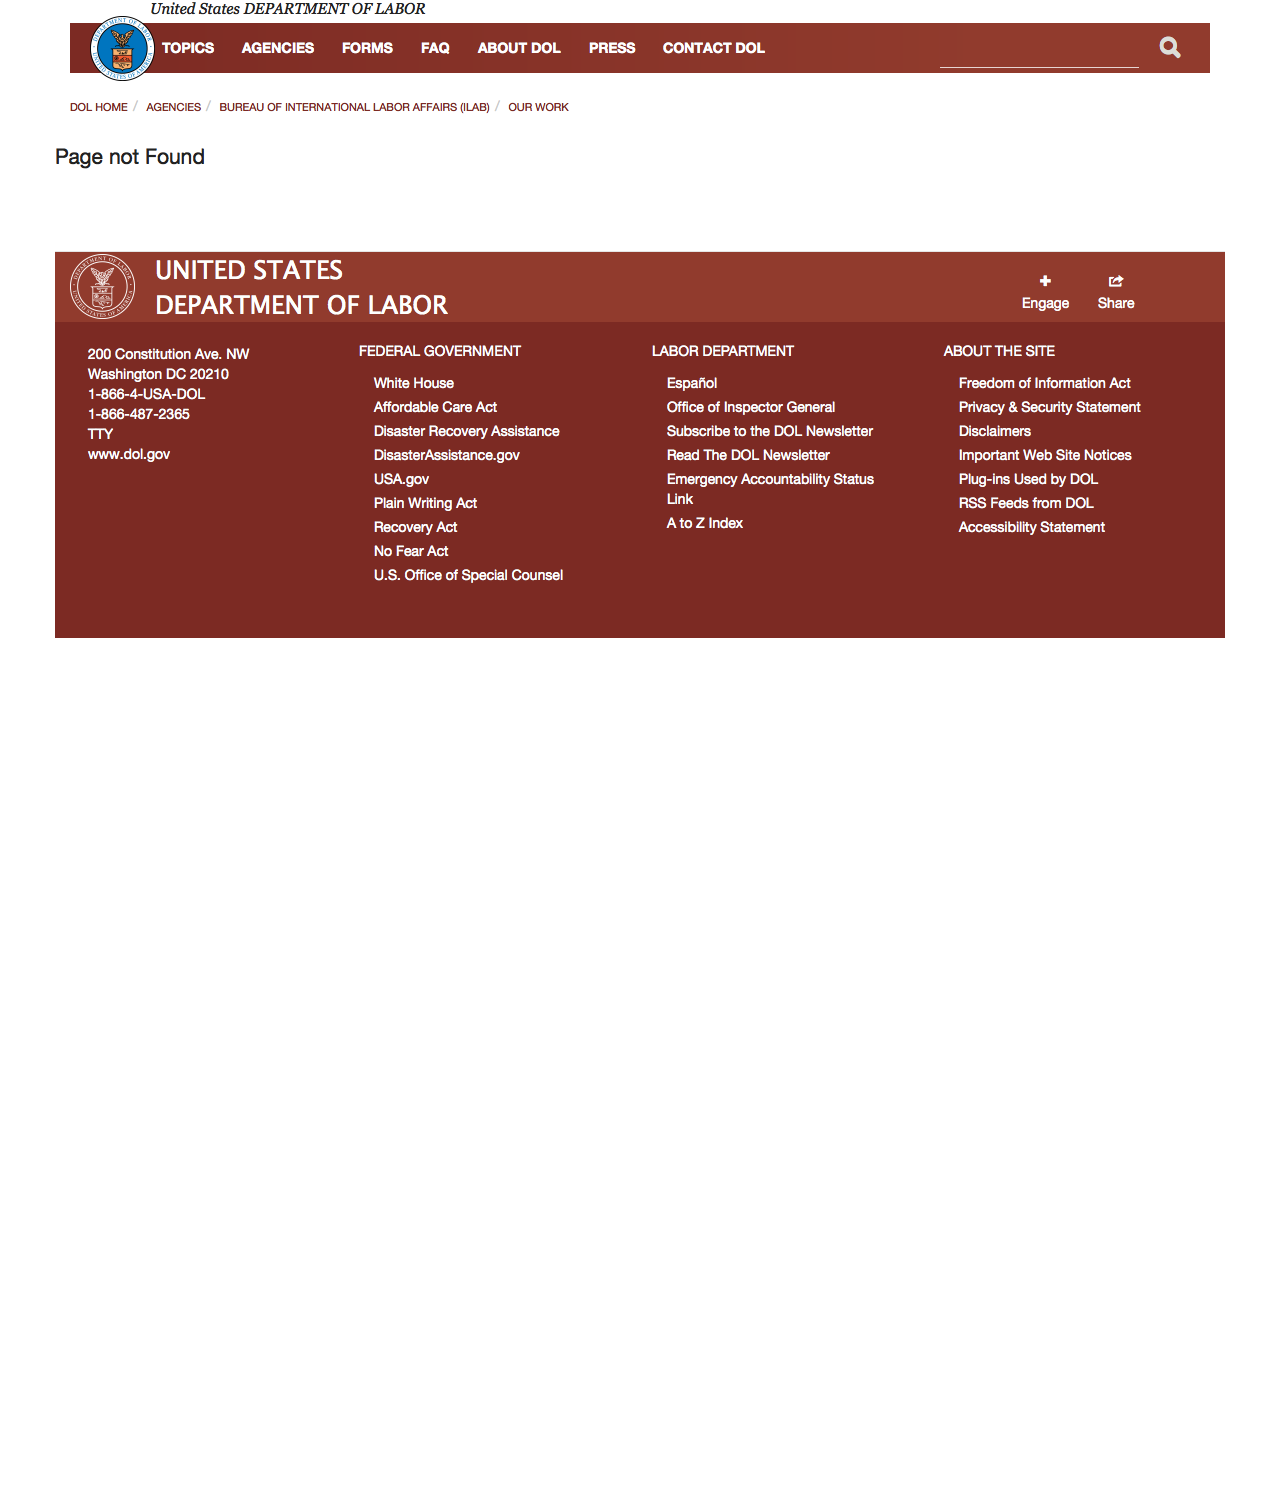 United States DEPARTMENT OF LABOR
TOPICS AGENCIES FORMS FAQ ABOUT DOL PRESS CONTACT DOL
DOL HOME / AGENCIES / BUREAU OF INTERNATIONAL LABOR AFFAIRS (ILAB) / OUR WORK
Page not Found
UNITED STATES
DEPARTMENT OF LABOR
Engage Share
200 Constitution Ave. NW
Washington DC 20210
1-866-4-USA-DOL
1-866-487-2365
TTY
www.dol.gov
FEDERAL GOVERNMENT
White House
Affordable Care Act
Disaster Recovery Assistance
DisasterAssistance.gov
USA.gov
Plain Writing Act
Recovery Act
No Fear Act
U.S. Office of Special Counsel
LABOR DEPARTMENT
Español
Office of Inspector General
Subscribe to the DOL Newsletter
Read The DOL Newsletter
Emergency Accountability Status
Link
A to Z Index
ABOUT THE SITE
Freedom of Information Act
Privacy & Security Statement
Disclaimers
Important Web Site Notices
Plug-ins Used by DOL
RSS Feeds from DOL
Accessibility Statement